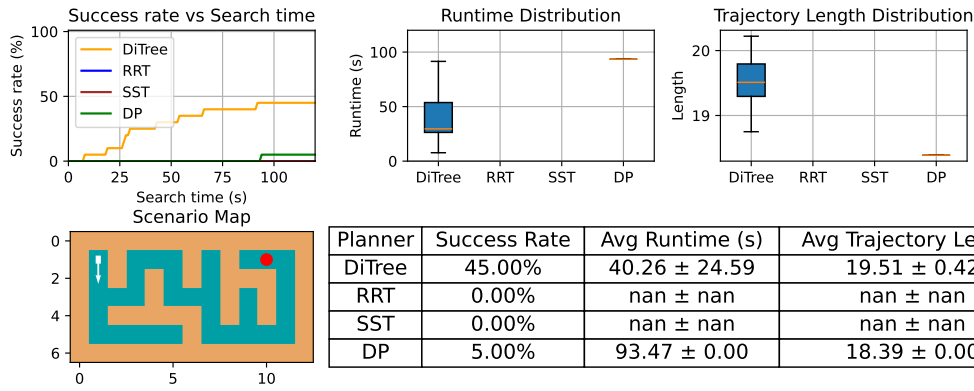 Success rate vs Search time
Success rate (%)
100
50
0
DiTree
RRT
SST
DP
0 25 50 75 100
Search time (s)
Runtime Distribution
Runtime (s)
100
50
0
DiTree RRT SST DP
Trajectory Length Distribution
Length
20
19
DiTree RRT SST DP
Scenario Map
0
2
4
6
0 5 10
Planner Success Rate Avg Runtime (s) Avg Trajectory Le
DiTree 45.00% 40.26 ± 24.59 19.51 ± 0.42
RRT 0.00% nan ± nan nan ± nan
SST 0.00% nan ± nan nan ± nan
DP 5.00% 93.47 ± 0.00 18.39 ± 0.00